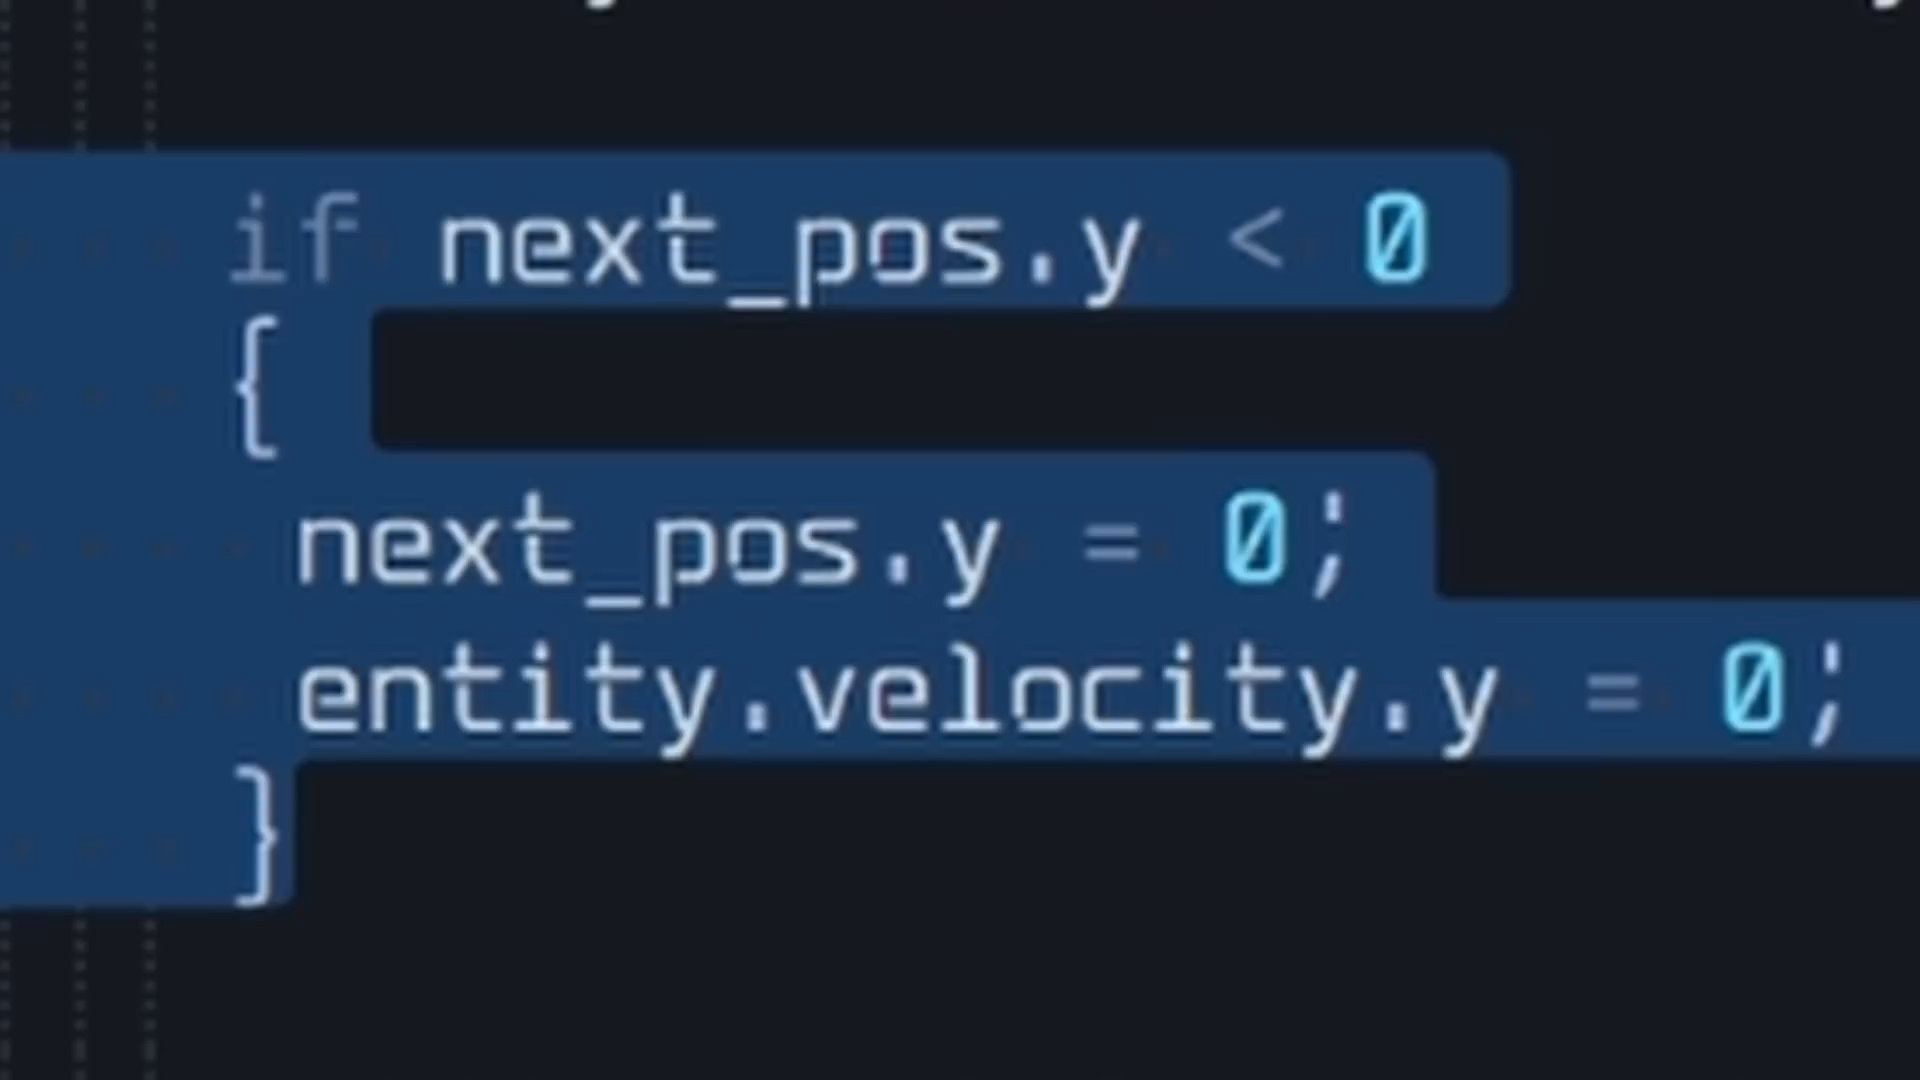 if next_pos.y < 0
{
next_pos.y = 0;
entity.velocity.y = 0;
}